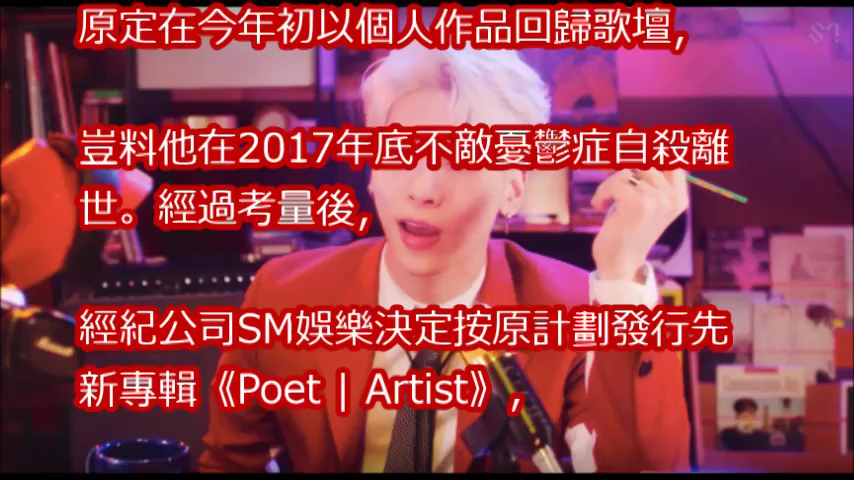 原定在今年初以個人作品回歸歌壇，
SM
豈料他在2017年底不敵憂鬱症自殺離
世。經過考量後，
經紀公司SM娛樂決定按原計劃發行先
新專輯《Poet | Artist》，